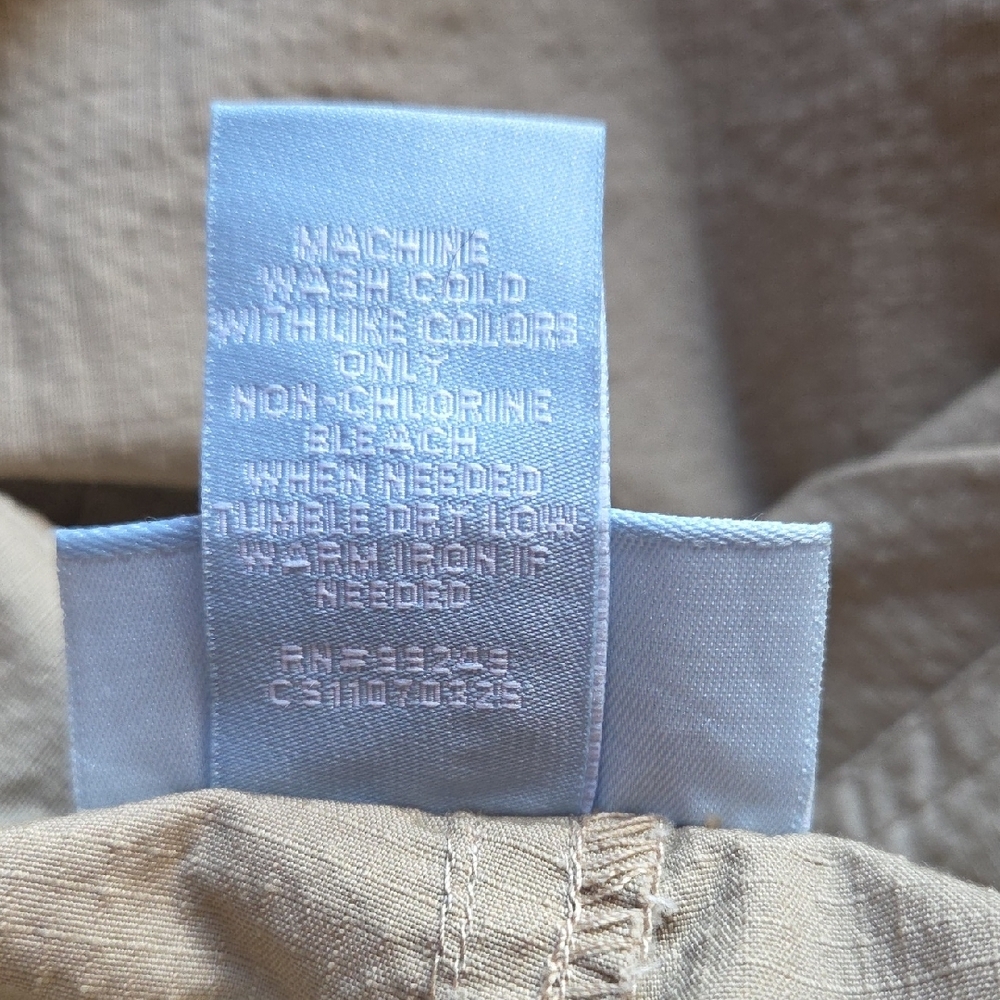 MACHINE
WASH COLD
WITH LIKE COLORS
ONLY
NON-CHLORINE
BLEACH
WHEN NEEDED
TUMBLE DRY LOW
WARM IRON IF
NEEDED